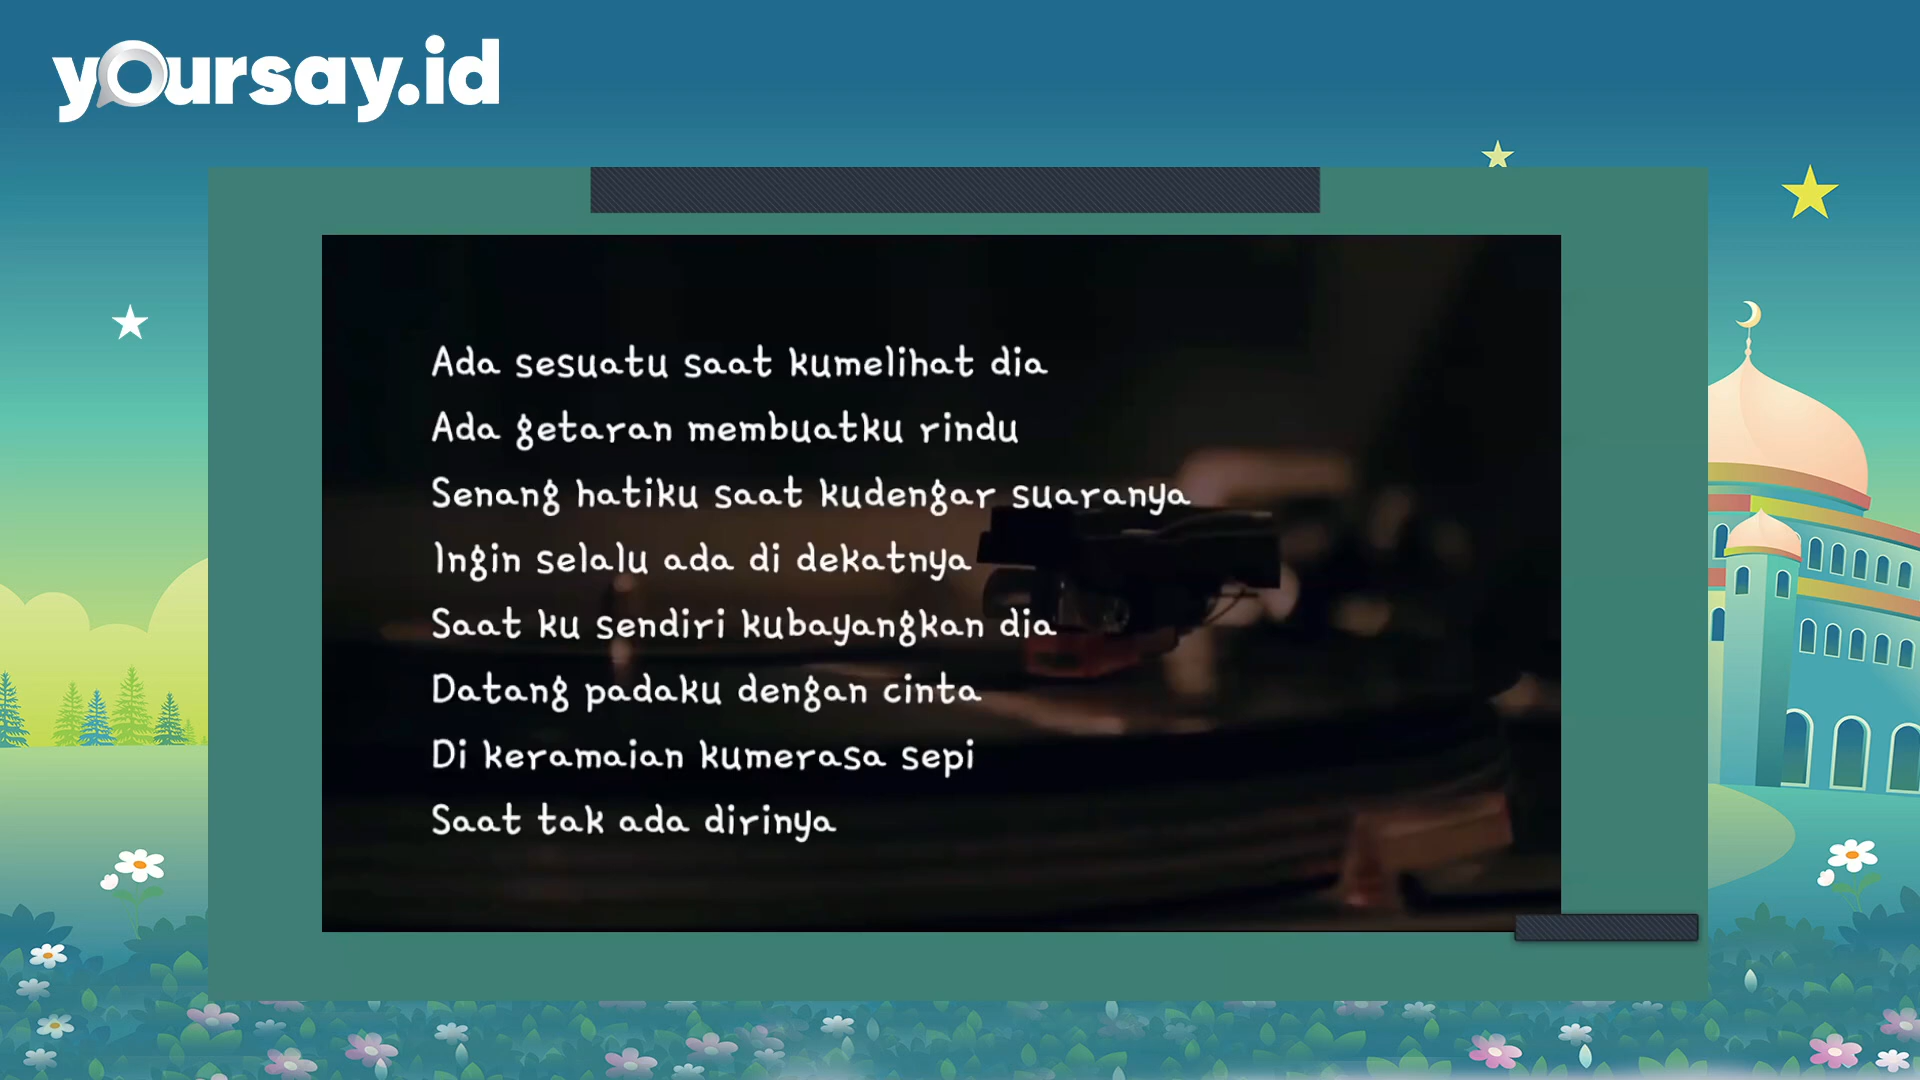 yoursay.id
Ada sesuatu saat kumelihat dia
Ada getaran membuatku rindu
Senang hatiku saat kudengar suaranya
Ingin selalu ada di dekatnya
Saat ku sendiri kubayangkan dia
Datang padaku dengan cinta
Di keramaian kumerasa sepi
Saat tak ada dirinya